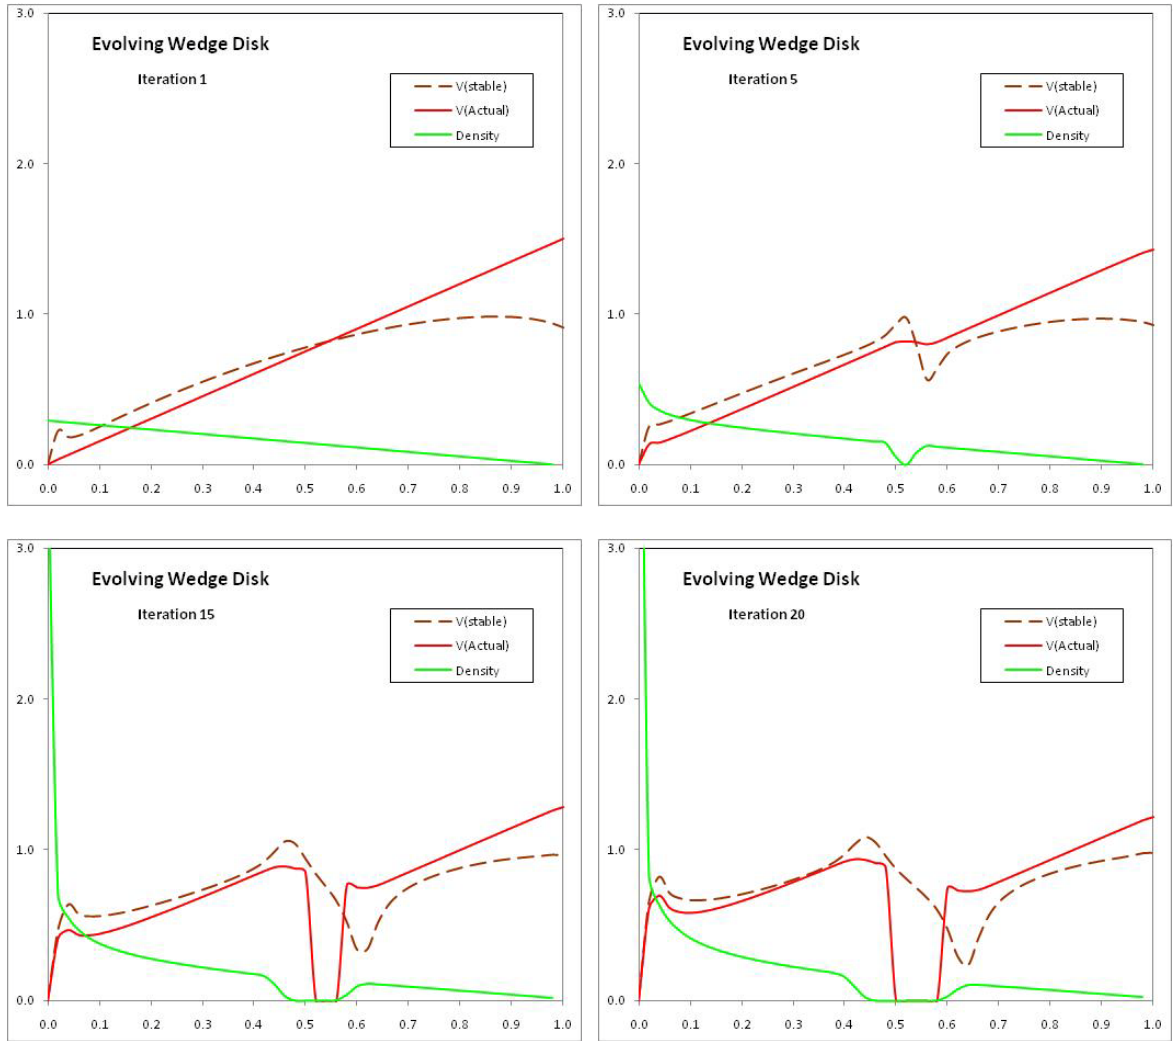 3.0
Evolving Wedge Disk
Iteration 1
V(stable)
V(Actual)
Density
2.0
1.0
0.0
0.0 0.1 0.2 0.3 0.4 0.5 0.6 0.7 0.8 0.9 1.0
3.0
Evolving Wedge Disk
Iteration 5
V(stable)
V(Actual)
Density
2.0
1.0
0.0
0.0 0.1 0.2 0.3 0.4 0.5 0.6 0.7 0.8 0.9 1.0
3.0
Evolving Wedge Disk
Iteration 15
V(stable)
V(Actual)
Density
2.0
1.0
0.0
0.0 0.1 0.2 0.3 0.4 0.5 0.6 0.7 0.8 0.9 1.0
3.0
Evolving Wedge Disk
Iteration 20
V(stable)
V(Actual)
Density
2.0
1.0
0.0
0.0 0.1 0.2 0.3 0.4 0.5 0.6 0.7 0.8 0.9 1.0